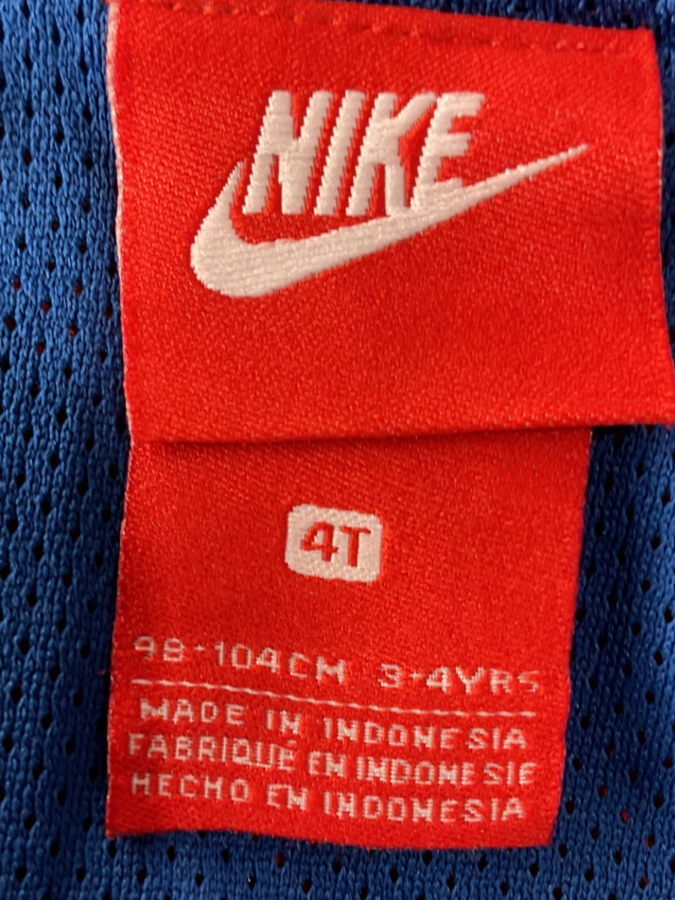 NIKE
4T
98-104CM 3-4YRS
MADE IN INDONESIA
FABRIQUÉ EN INDONESIE
HECHO EN INDONESIA